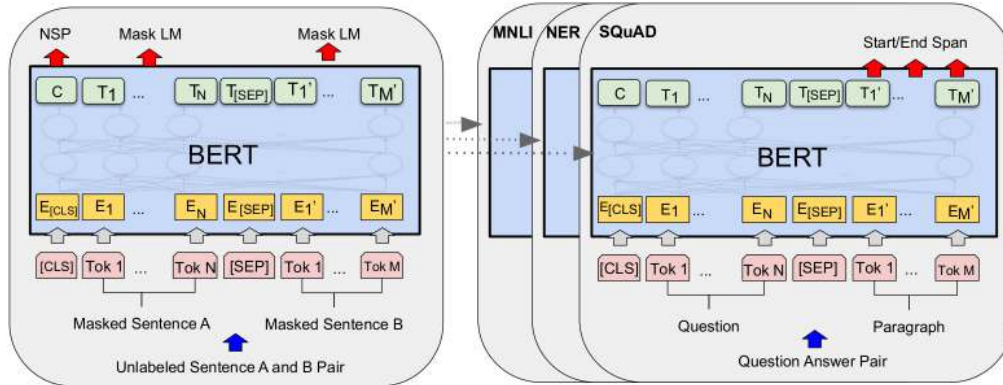 NSP Mask LM Mask LM
C T1 ... TN T[SEP] T1' ... TM'
BERT
E[CLS] E1 ... EN E[SEP] E1' ... EM'
[CLS] Tok 1 ... Tok N [SEP] Tok 1 ... Tok M
Masked Sentence A Masked Sentence B
Unlabeled Sentence A and B Pair
MNLI NER SQuAD
Start/End Span
C T1 ... TN T[SEP] T1' ... TM'
BERT
E[CLS] E1 ... EN E[SEP] E1' ... EM'
[CLS] Tok 1 ... Tok N [SEP] Tok 1 ... Tok M
Question Paragraph
Question Answer Pair